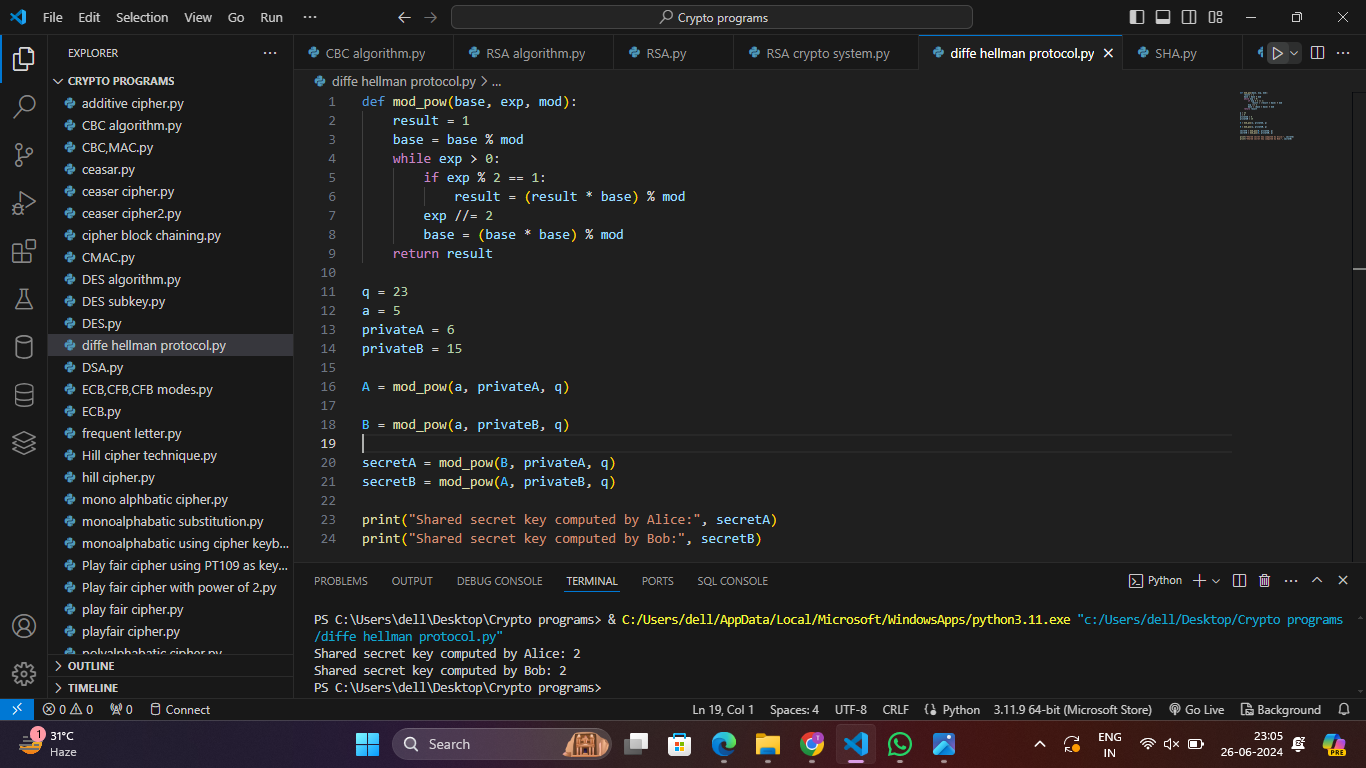 File Edit Selection View Go Run ···
Crypto programs
EXPLORER
CRYPTO PROGRAMS
additive cipher.py
CBC algorithm.py
CBC,MAC.py
ceasar.py
ceaser cipher.py
ceaser cipher2.py
cipher block chaining.py
CMAC.py
DES algorithm.py
DES subkey.py
DES.py
diffe hellman protocol.py
DSA.py
ECB,CFB,CFB modes.py
ECB.py
frequent letter.py
Hill cipher technique.py
hill cipher.py
mono alphbatic cipher.py
monoalphabatic substitution.py
monoalphabatic using cipher keyb...
Play fair cipher using PT109 as key...
Play fair cipher with power of 2.py
play fair cipher.py
playfair cipher.py
polyalphabatic cipher.py
OUTLINE
TIMELINE
CBC algorithm.py RSA algorithm.py RSA.py RSA crypto system.py diffe hellman protocol.py SHA.py
diffe hellman protocol.py > ...
1 def mod_pow(base, exp, mod):
2 result = 1
3 base = base % mod
4 while exp > 0:
5 if exp % 2 == 1:
6 result = (result * base) % mod
7 exp //= 2
8 base = (base * base) % mod
9 return result
10
11 q = 23
12 a = 5
13 privateA = 6
14 privateB = 15
15
16 A = mod_pow(a, privateA, q)
17
18 B = mod_pow(a, privateB, q)
19
20 secretA = mod_pow(B, privateA, q)
21 secretB = mod_pow(A, privateB, q)
22
23 print("Shared secret key computed by Alice:", secretA)
24 print("Shared secret key computed by Bob:", secretB)
PROBLEMS OUTPUT DEBUG CONSOLE TERMINAL PORTS SQL CONSOLE
Python
PS C:\Users\dell\Desktop\Crypto programs> & C:/Users/dell/AppData/Local/Microsoft/WindowsApps/python3.11.exe "c:/Users/dell/Desktop/Crypto programs
/diffe hellman protocol.py"
Shared secret key computed by Alice: 2
Shared secret key computed by Bob: 2
PS C:\Users\dell\Desktop\Crypto programs>
0 0 0 Connect Ln 19, Col 1 Spaces: 4 UTF-8 CRLF Python 3.11.9 64-bit (Microsoft Store) Go Live Background
1
31°C
Haze
Search
ENG
IN
23:05
26-06-2024
PRE